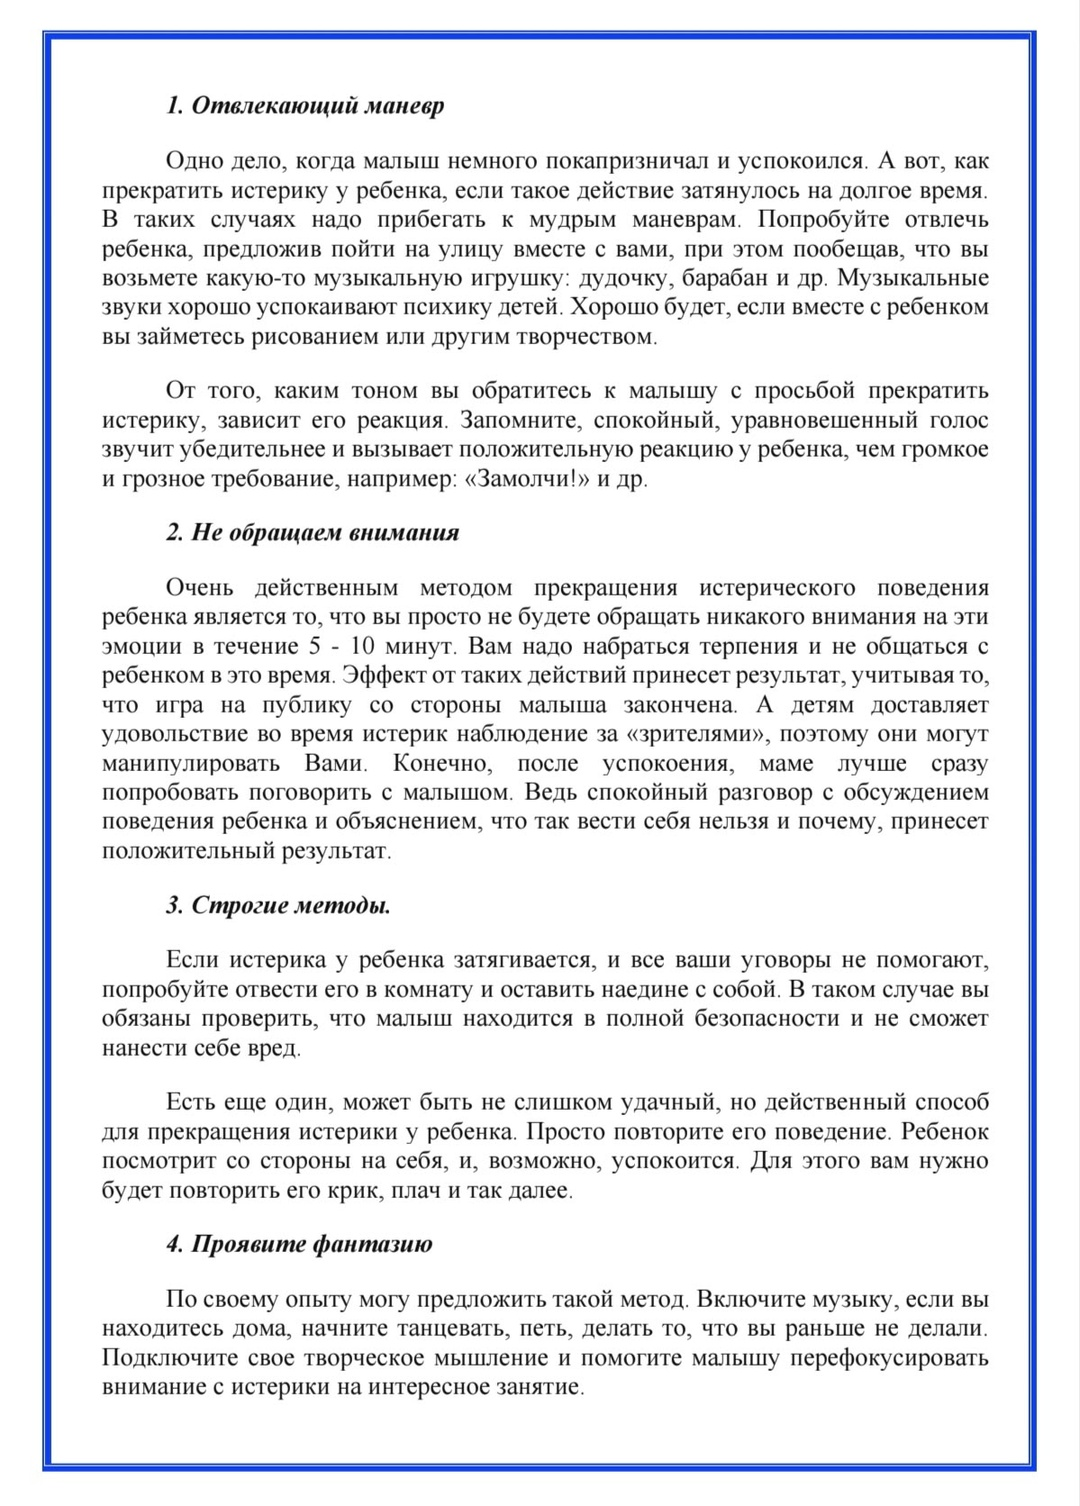 1. Отвлекающий маневр
Одно дело, когда малыш немного покапризничал и успокоился. А вот, как
прекратить истерику у ребенка, если такое действие затянулось на долгое время.
В таких случаях надо прибегать к мудрым маневрам. Попробуйте отвлечь
ребенка, предложив пойти на улицу вместе с вами, при этом пообещав, что вы
возьмете какую-то музыкальную игрушку: дудочку, барабан и др. Музыкальные
звуки хорошо успокаивают психику детей. Хорошо будет, если вместе с ребенком
вы займетесь рисованием или другим творчеством.
От того, каким тоном вы обратитесь к малышу с просьбой прекратить
истерику, зависит его реакция. Запомните, спокойный, уравновешенный голос
звучит убедительнее и вызывает положительную реакцию у ребенка, чем громкое
и грозное требование, например: «Замолчи!» и др.
2. Не обращаем внимания
Очень действенным методом прекращения истерического поведения
ребенка является то, что вы просто не будете обращать никакого внимания на эти
эмоции в течение 5 - 10 минут. Вам надо набраться терпения и не общаться с
ребенком в это время. Эффект от таких действий принесет результат, учитывая то,
что игра на публику со стороны малыша закончена. А детям доставляет
удовольствие во время истерик наблюдение за «зрителями», поэтому они могут
манипулировать Вами. Конечно, после успокоения, маме лучше сразу
попробовать поговорить с малышом. Ведь спокойный разговор с обсуждением
поведения ребенка и объяснением, что так вести себя нельзя и почему, принесет
положительный результат.
3. Строгие методы.
Если истерика у ребенка затягивается, и все ваши уговоры не помогают,
попробуйте отвести его в комнату и оставить наедине с собой. В таком случае вы
обязаны проверить, что малыш находится в полной безопасности и не сможет
нанести себе вред.
Есть еще один, может быть не слишком удачный, но действенный способ
для прекращения истерики у ребенка. Просто повторите его поведение. Ребенок
посмотрит со стороны на себя, и, возможно, успокоится. Для этого вам нужно
будет повторить его крик, плач и так далее.
4. Проявите фантазию
По своему опыту могу предложить такой метод. Включите музыку, если вы
находитесь дома, начните танцевать, петь, делать то, что вы раньше не делали.
Подключите свое творческое мышление и помогите малышу перефокусировать
внимание с истерики на интересное занятие.